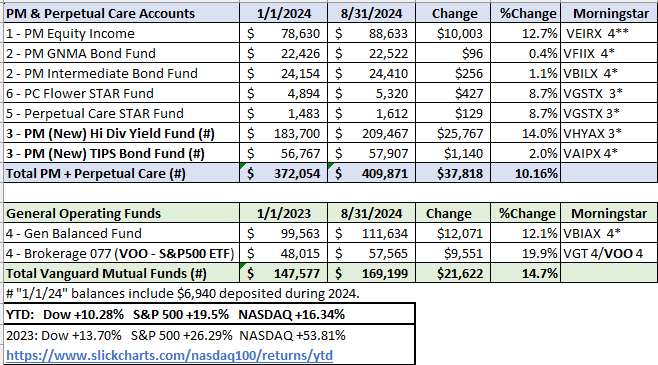 PM & Perpetual Care Accounts 1/1/2024 8/31/2024 Change %Change Morningstar
1 - PM Equity Income $ 78,630 $ 88,633 $10,003 12.7% VEIRX 4**
2 - PM GNMA Bond Fund $ 22,426 $ 22,522 $96 0.4% VFIIX 4*
2 - PM Intermediate Bond Fund $ 24,154 $ 24,410 $256 1.1% VBILX 4*
6 - PC Flower STAR Fund $ 4,894 $ 5,320 $427 8.7% VGSTX 3*
5 - Perpetual Care STAR Fund $ 1,483 $ 1,612 $129 8.7% VGSTX 3*
3 - PM (New) Hi Div Yield Fund (#) $ 183,700 $ 209,467 $25,767 14.0% VHYAX 3*
3 - PM (New) TIPS Bond Fund (#) $ 56,767 $ 57,907 $1,140 2.0% VAIPX 4*
Total PM + Perpetual Care (#) $ 372,054 $ 409,871 $37,818 10.16%
General Operating Funds 1/1/2023 8/31/2024 Change %Change Morningstar
4 - Gen Balanced Fund $ 99,563 $ 111,634 $12,071 12.1% VBIAX 4*
4 - Brokerage 077 (VOO - S&P500 ETF) $ 48,015 $ 57,565 $9,551 19.9% VGT 4/VOO 4
Total Vanguard Mutual Funds (#) $ 147,577 $ 169,199 $21,622 14.7%
# "1/1/24" balances include $6,940 deposited during 2024.
YTD: Dow +10.28% S&P 500 +19.5% NASDAQ +16.34%
2023: Dow +13.70% S&P 500 +26.29% NASDAQ +53.81%
https://www.slickcharts.com/nasdaq100/returns/ytd